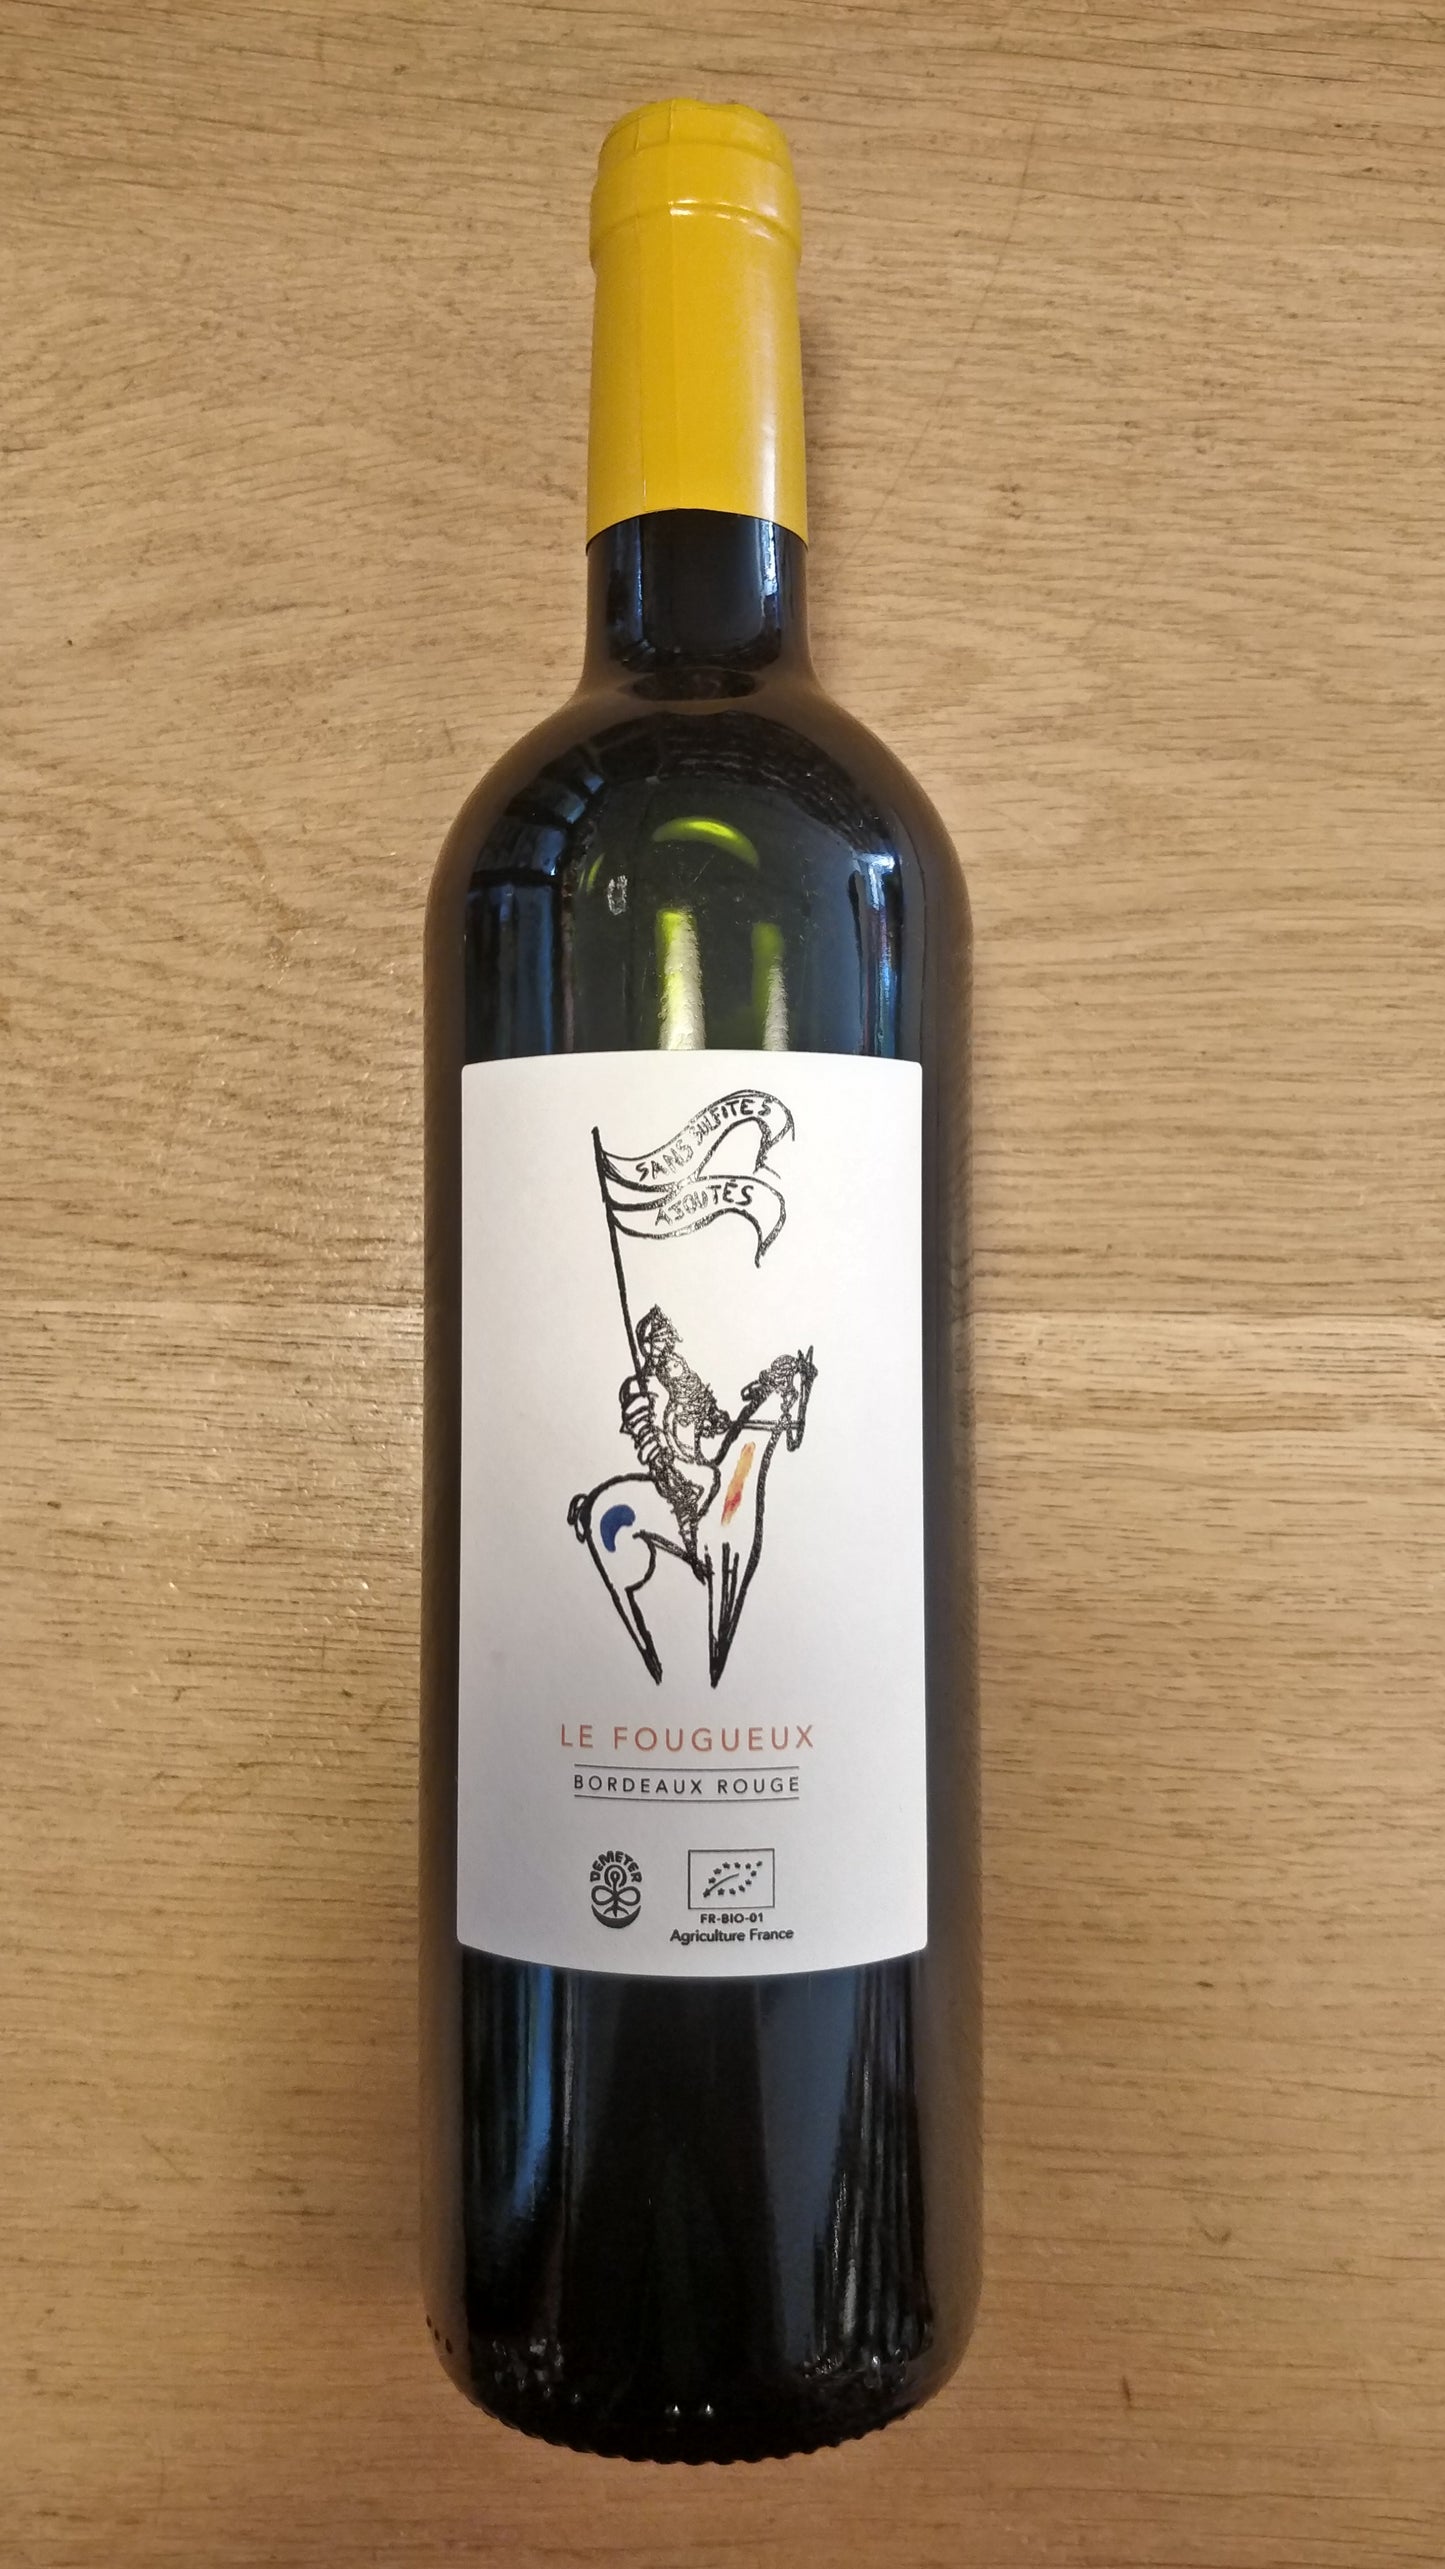 SANS SULFITES
AJOUTÉS
LE FOUGUEUX
BORDEAUX ROUGE
DEMETER
FR-BIO-01
Agriculture France